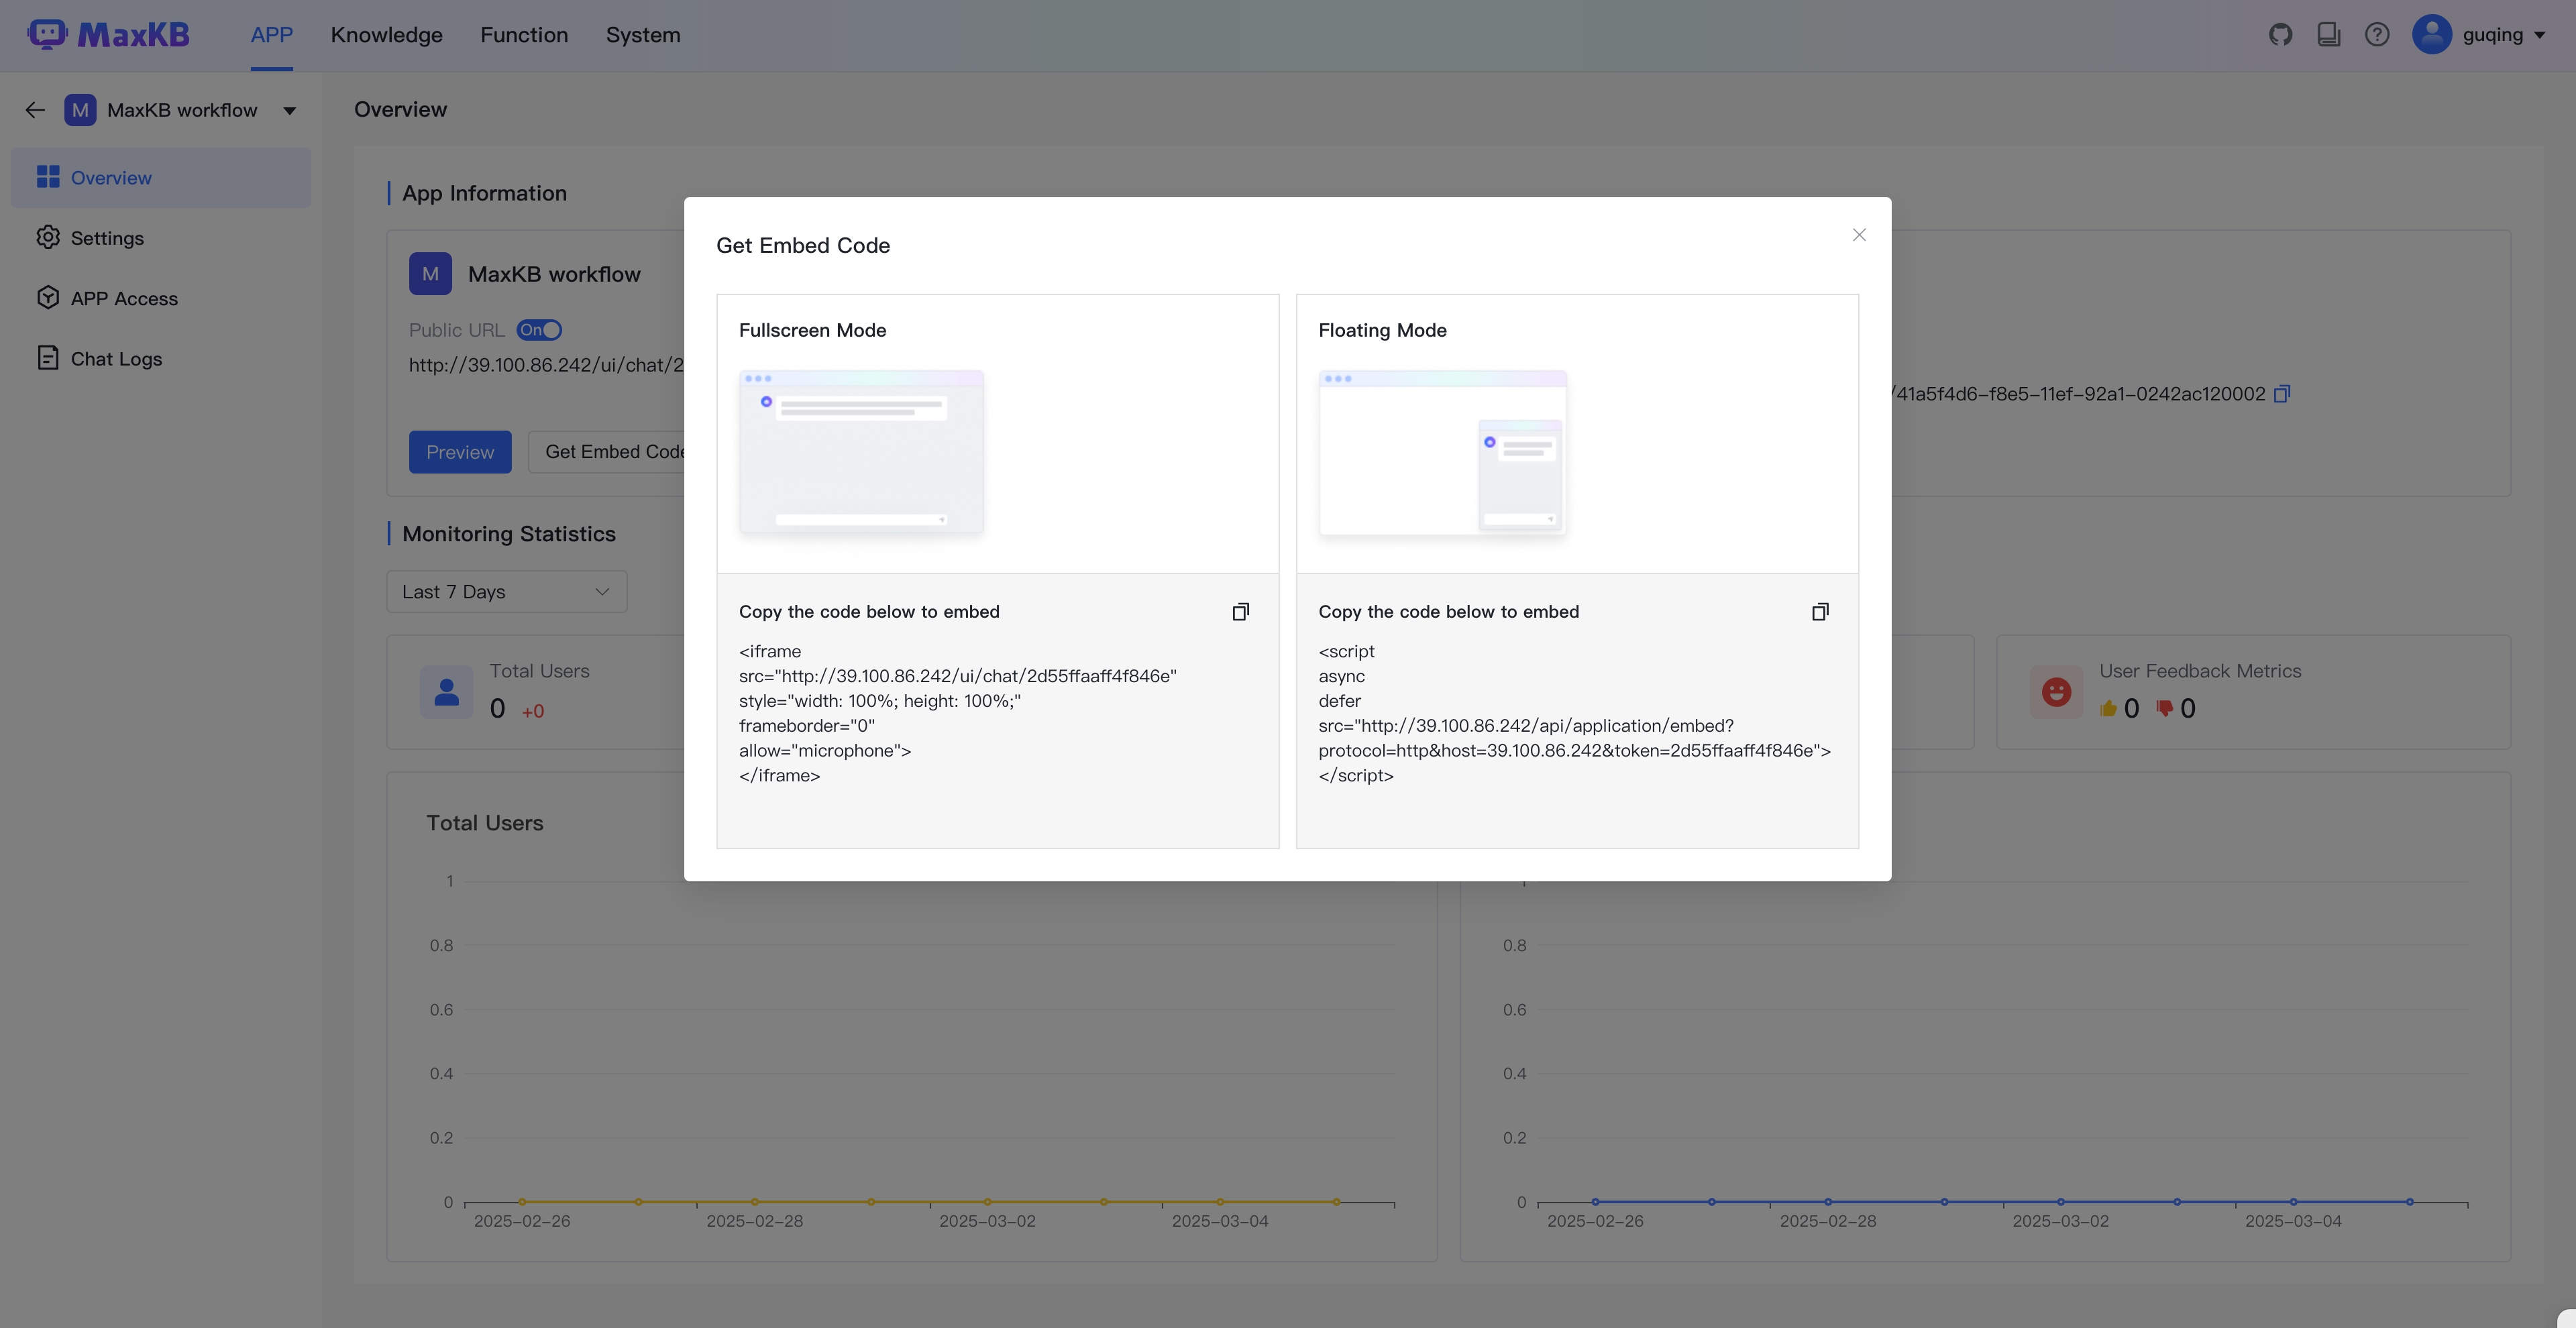 MaxKB
APP
Knowledge
Function
System
guqing
M
MaxKB workflow
Overview
Settings
APP Access
Chat Logs
Overview
App Information
M
MaxKB workflow
Public URL
On
http://39.100.86.242/ui/chat/2
Preview
Get Embed Code
/41a5f4d6-f8e5-11ef-92a1-0242ac120002
Get Embed Code
Fullscreen Mode
Copy the code below to embed
<iframe
src="http://39.100.86.242/ui/chat/2d55ffaaff4f846e"
style="width: 100%; height: 100%;"
frameborder="0"
allow="microphone">
</iframe>
Floating Mode
Copy the code below to embed
<script
async
defer
src="http://39.100.86.242/api/application/embed?
protocol=http&host=39.100.86.242&token=2d55ffaaff4f846e">
</script>
Monitoring Statistics
Last 7 Days
Total Users
0 +0
User Feedback Metrics
0 0
Total Users
1
0.8
0.6
0.4
0.2
0
2025-02-26 2025-02-28 2025-03-02 2025-03-04
0.8
0.6
0.4
0.2
0
2025-02-26 2025-02-28 2025-03-02 2025-03-04